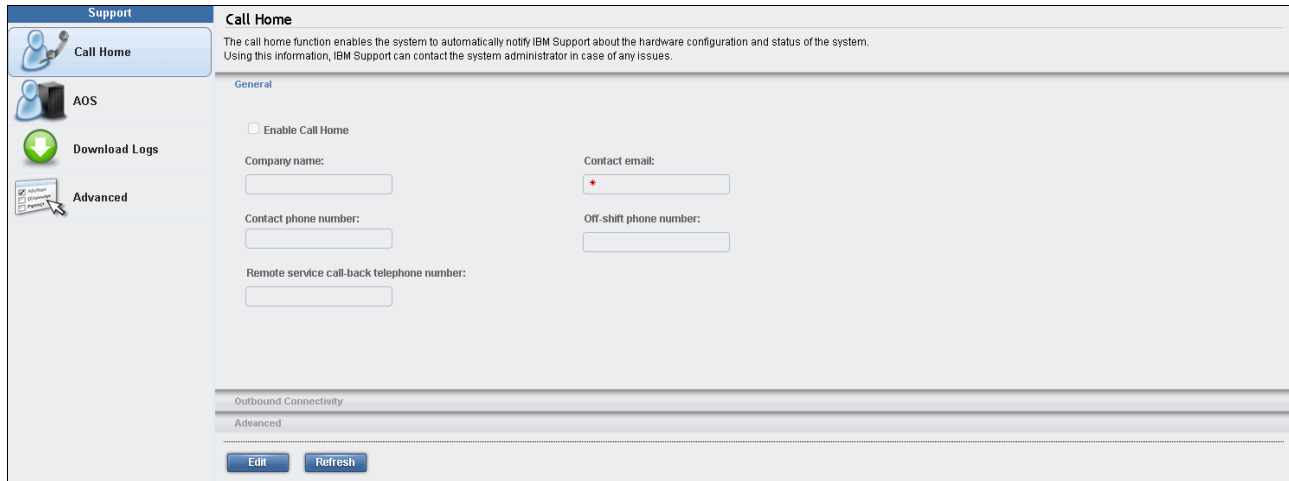 Support
Call Home
AOS
Download Logs
Advanced
Call Home
The call home function enables the system to automatically notify IBM Support about the hardware configuration and status of the system.
Using this information, IBM Support can contact the system administrator in case of any issues.
General
Enable Call Home
Company name:
Contact email:
*
Contact phone number:
Off-shift phone number:
Remote service call-back telephone number:
Outbound Connectivity
Advanced
Edit
Refresh